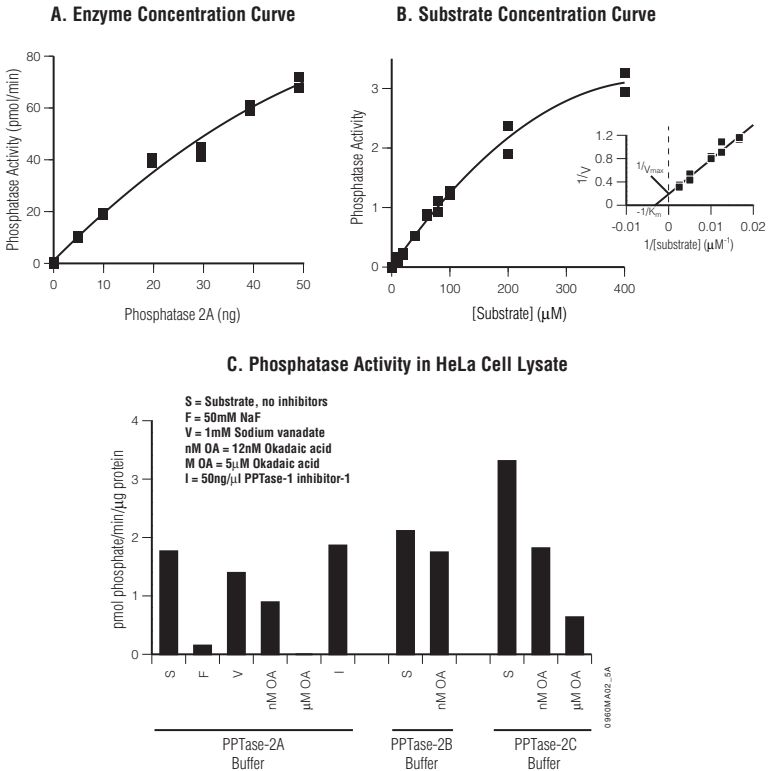 A. Enzyme Concentration Curve
Phosphatase Activity (pmol/min)
80
60
40
20
0
0 10 20 30 40 50
Phosphatase 2A (ng)
B. Substrate Concentration Curve
Phosphatase Activity
3
2
1
0
0 100 200 300 400
[Substrate] (μM)
1/V
1.2
0.8
0.4
0
1/Vmax
-1/Km
-0.01 0 0.01 0.02
1/[substrate] (μM-1)
C. Phosphatase Activity in HeLa Cell Lysate
S = Substrate, no inhibitors
F = 50mM NaF
V = 1mM Sodium vanadate
nM OA = 12nM Okadaic acid
M OA = 5μM Okadaic acid
I = 50ng/μl PPTase-1 inhibitor-1
pmol phosphate/min/μg protein
4
3
2
1
0
S F V nM OA μM OA I S nM OA S nM OA μM OA
PPTase-2A PPTase-2B PPTase-2C
Buffer Buffer Buffer
0960MA02_5A